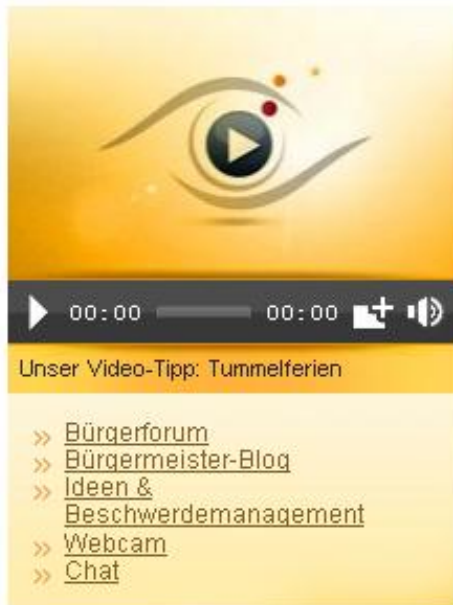 00:00 00:00
Unser Video-Tipp: Tummelferien
» Bürgerforum
» Bürgermeister-Blog
» Ideen &
Beschwerdemanagement
» Webcam
» Chat